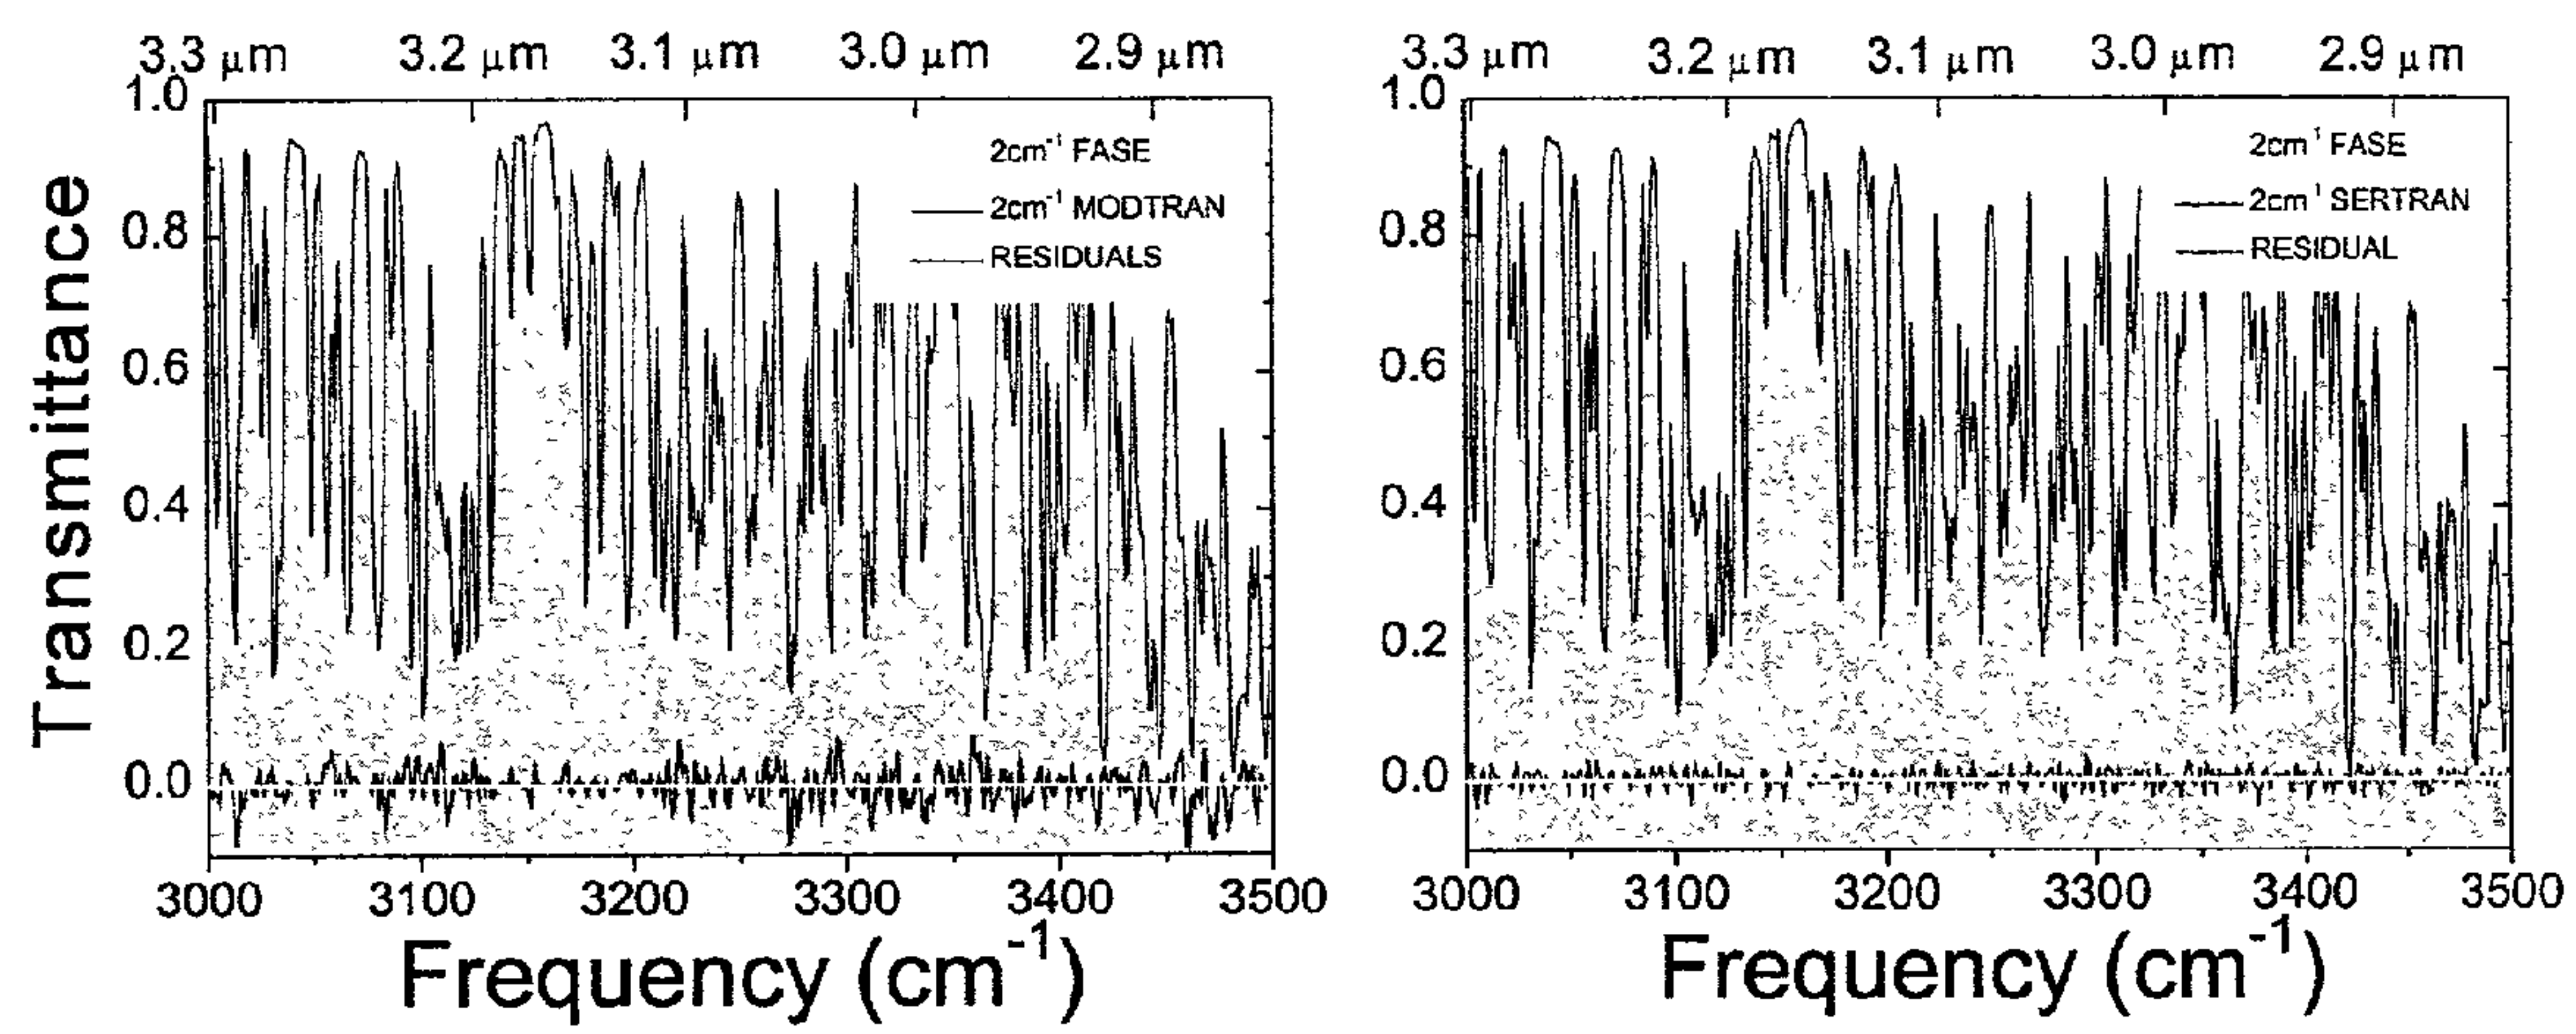 3.3 μm 3.2 μm 3.1 μm 3.0 μm 2.9 μm
1.0
0.8
0.6
0.4
0.2
0.0
Transmittance
2cm⁻¹ FASE
2cm⁻¹ MODTRAN
RESIDUALS
3000 3100 3200 3300 3400 3500
Frequency (cm⁻¹)
3.3 μm 3.2 μm 3.1 μm 3.0 μm 2.9 μm
1.0
0.8
0.6
0.4
0.2
0.0
2cm⁻¹ FASE
2cm⁻¹ SERTRAN
RESIDUAL
3000 3100 3200 3300 3400 3500
Frequency (cm⁻¹)